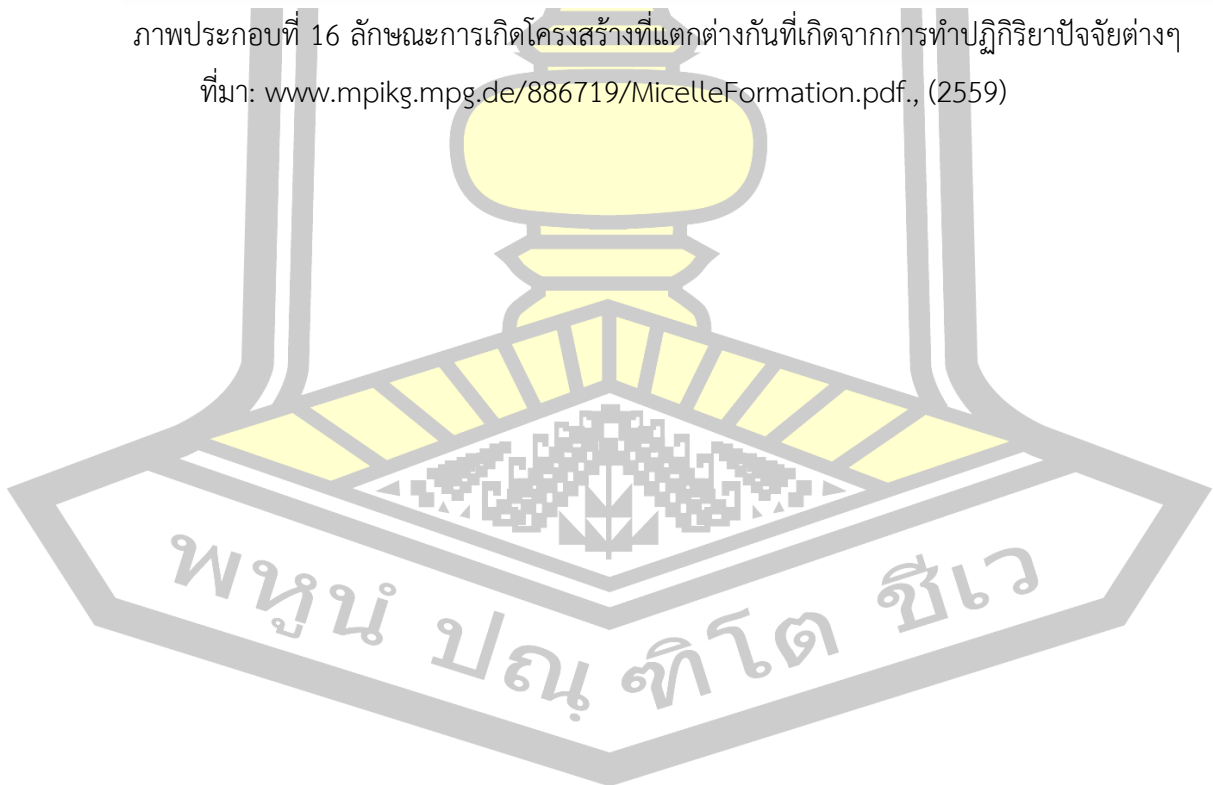 ภาพประกอบที่ 16 ลักษณะการเกิดโครงสร้างที่แตกต่างกันที่เกิดจากการทำปฏิกิริยาปัจจัยต่างๆ
ที่มา: www.mpikg.mpg.de/886719/MicelleFormation.pdf., (2559)
พหูนํ ปณฺฑิโต ชีเว